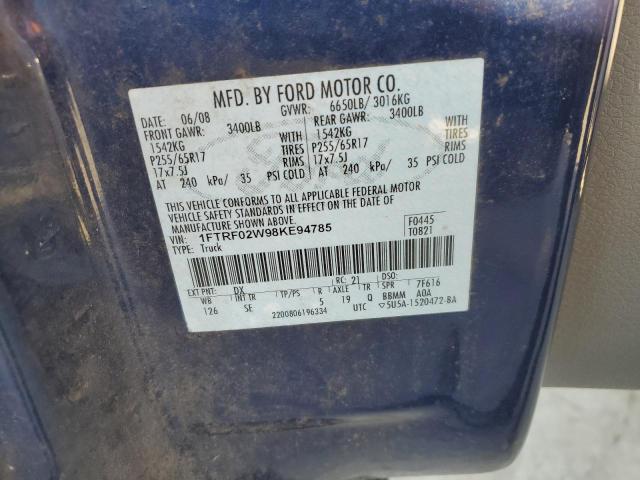 MFD. BY FORD MOTOR CO.
DATE: 06/08 GVWR: 6650LB/ 3016KG
FRONT GAWR: 3400LB REAR GAWR: 3400LB
1542KG WITH 1542KG WITH
P255/65R17 TIRES P255/65R17 TIRES
17x7.5J RIMS 17x7.5J RIMS
AT 240 kPa/ 35 PSI COLD AT 240 kPa/ 35 PSI COLD
THIS VEHICLE CONFORMS TO ALL APPLICABLE FEDERAL MOTOR
VEHICLE SAFETY STANDARDS IN EFFECT ON THE DATE OF
MANUFACTURE SHOWN ABOVE.
VIN: 1FTRF02W98KE94785 F0445
TYPE: Truck T0821
EXT PNT: DX RC: 21 DSO:
WB INT TR TP/PS R AXLE TR SPR 7F616
126 SE 5 19 Q BBMM A0A
2200806196334 UTC 5U5A-1520472-BA